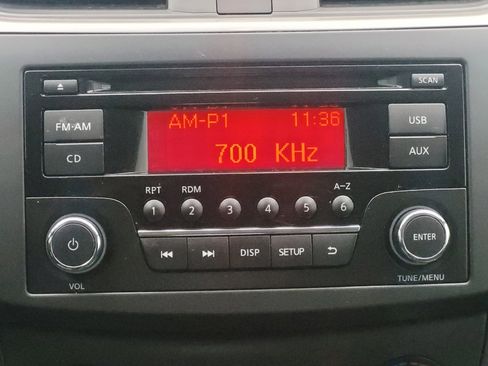 SCAN
AM-P1 11:36
FM·AM USB
700 KHz
CD AUX
RPT RDM A-Z
1 2 3 4 5 6
DISP SETUP ENTER
VOL TUNE/MENU